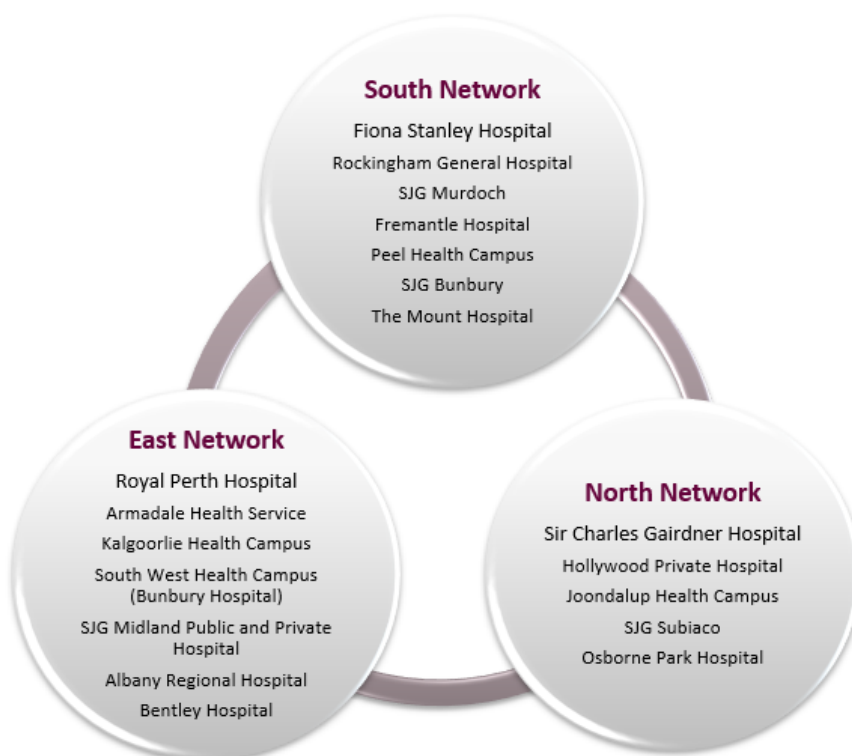 South Network
Fiona Stanley Hospital
Rockingham General Hospital
SJG Murdoch
Fremantle Hospital
Peel Health Campus
SJG Bunbury
The Mount Hospital
East Network
Royal Perth Hospital
Armadale Health Service
Kalgoorlie Health Campus
South West Health Campus
(Bunbury Hospital)
SJG Midland Public and Private
Hospital
Albany Regional Hospital
Bentley Hospital
North Network
Sir Charles Gairdner Hospital
Hollywood Private Hospital
Joondalup Health Campus
SJG Subiaco
Osborne Park Hospital